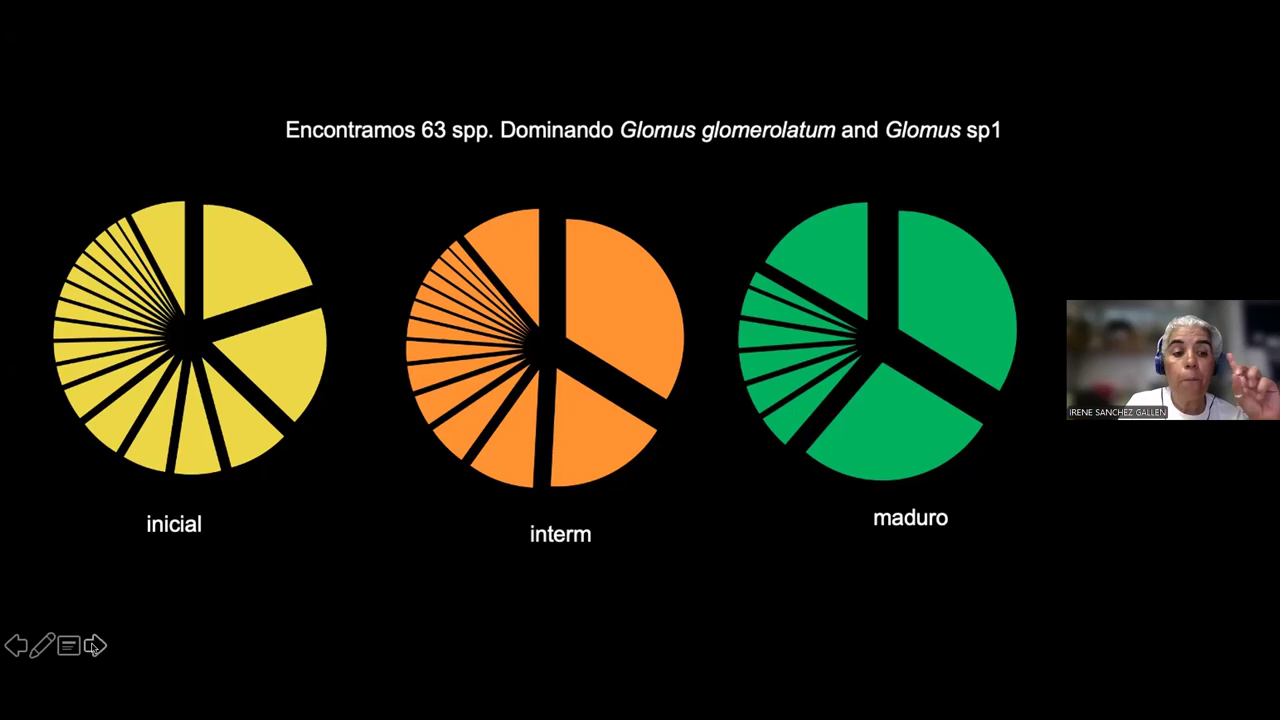 Encontramos 63 spp. Dominando Glomus glomerolatum and Glomus sp1
inicial
interm
maduro
IRENE SANCHEZ GALLEN